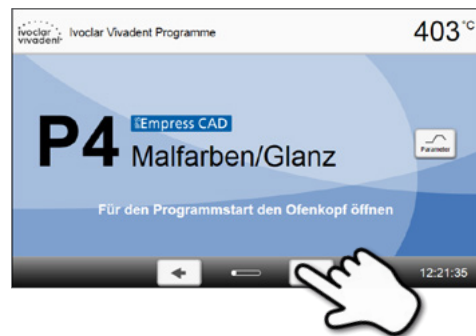 ivoclar
vivadent
Ivoclar Vivadent Programme
403°C
P4
Empress CAD
Malfarben/Glanz
Parameter
Für den Programmstart den Ofenkopf öffnen
12:21:35